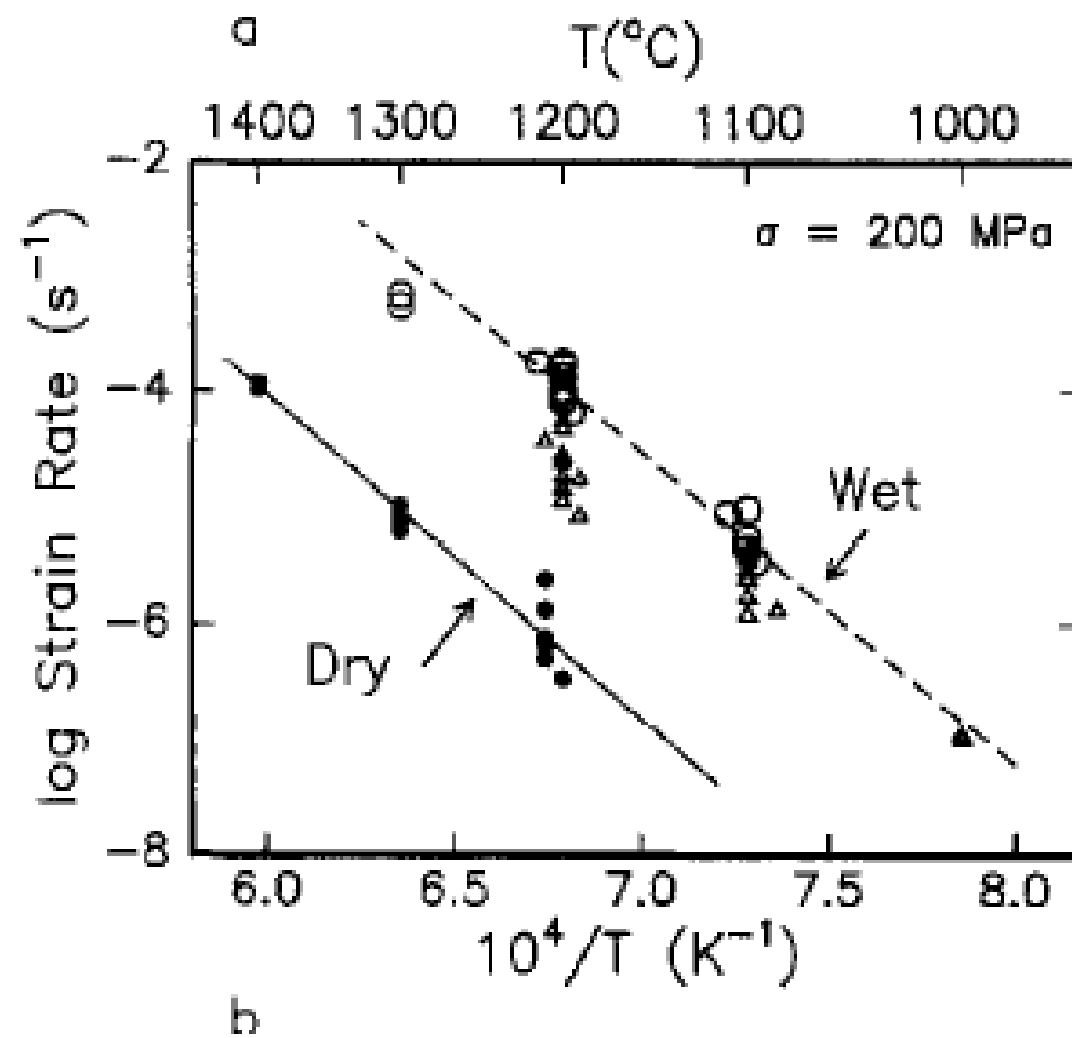 a
T(°C)
1400 1300 1200 1100 1000
-2
σ = 200 MPa
-4
Wet
-6
Dry
-8
log Strain Rate (s⁻¹)
6.0 6.5 7.0 7.5 8.0
10⁴/T (K⁻¹)
b